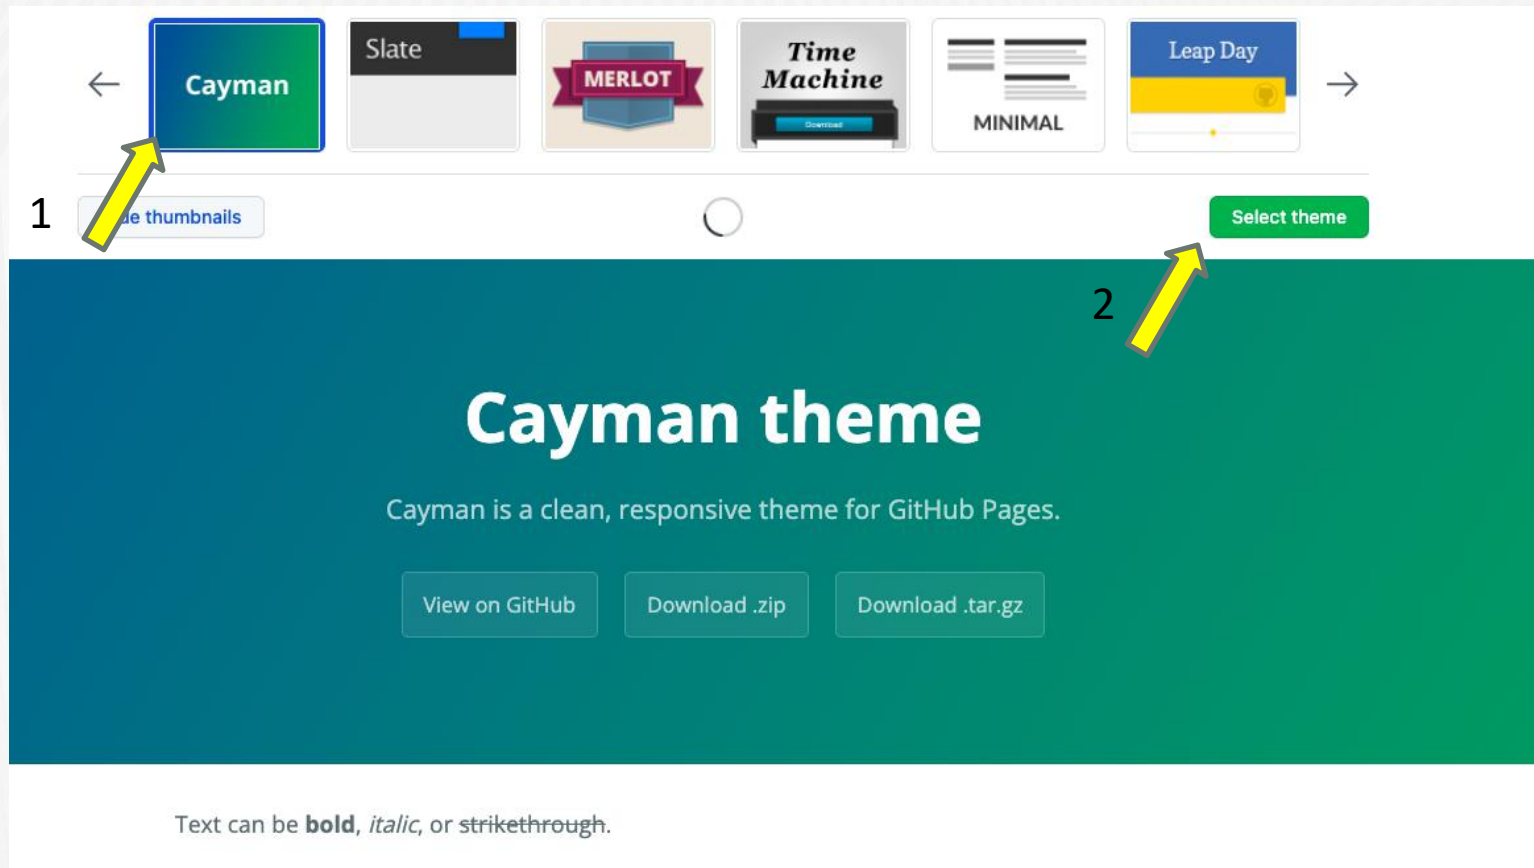 Cayman
Slate
MERLOT
Time
Machine
Download
MINIMAL
Leap Day
1
de thumbnails
Select theme
2
Cayman theme
Cayman is a clean, responsive theme for GitHub Pages.
View on GitHub
Download .zip
Download .tar.gz
Text can be bold, italic, or strikethrough.